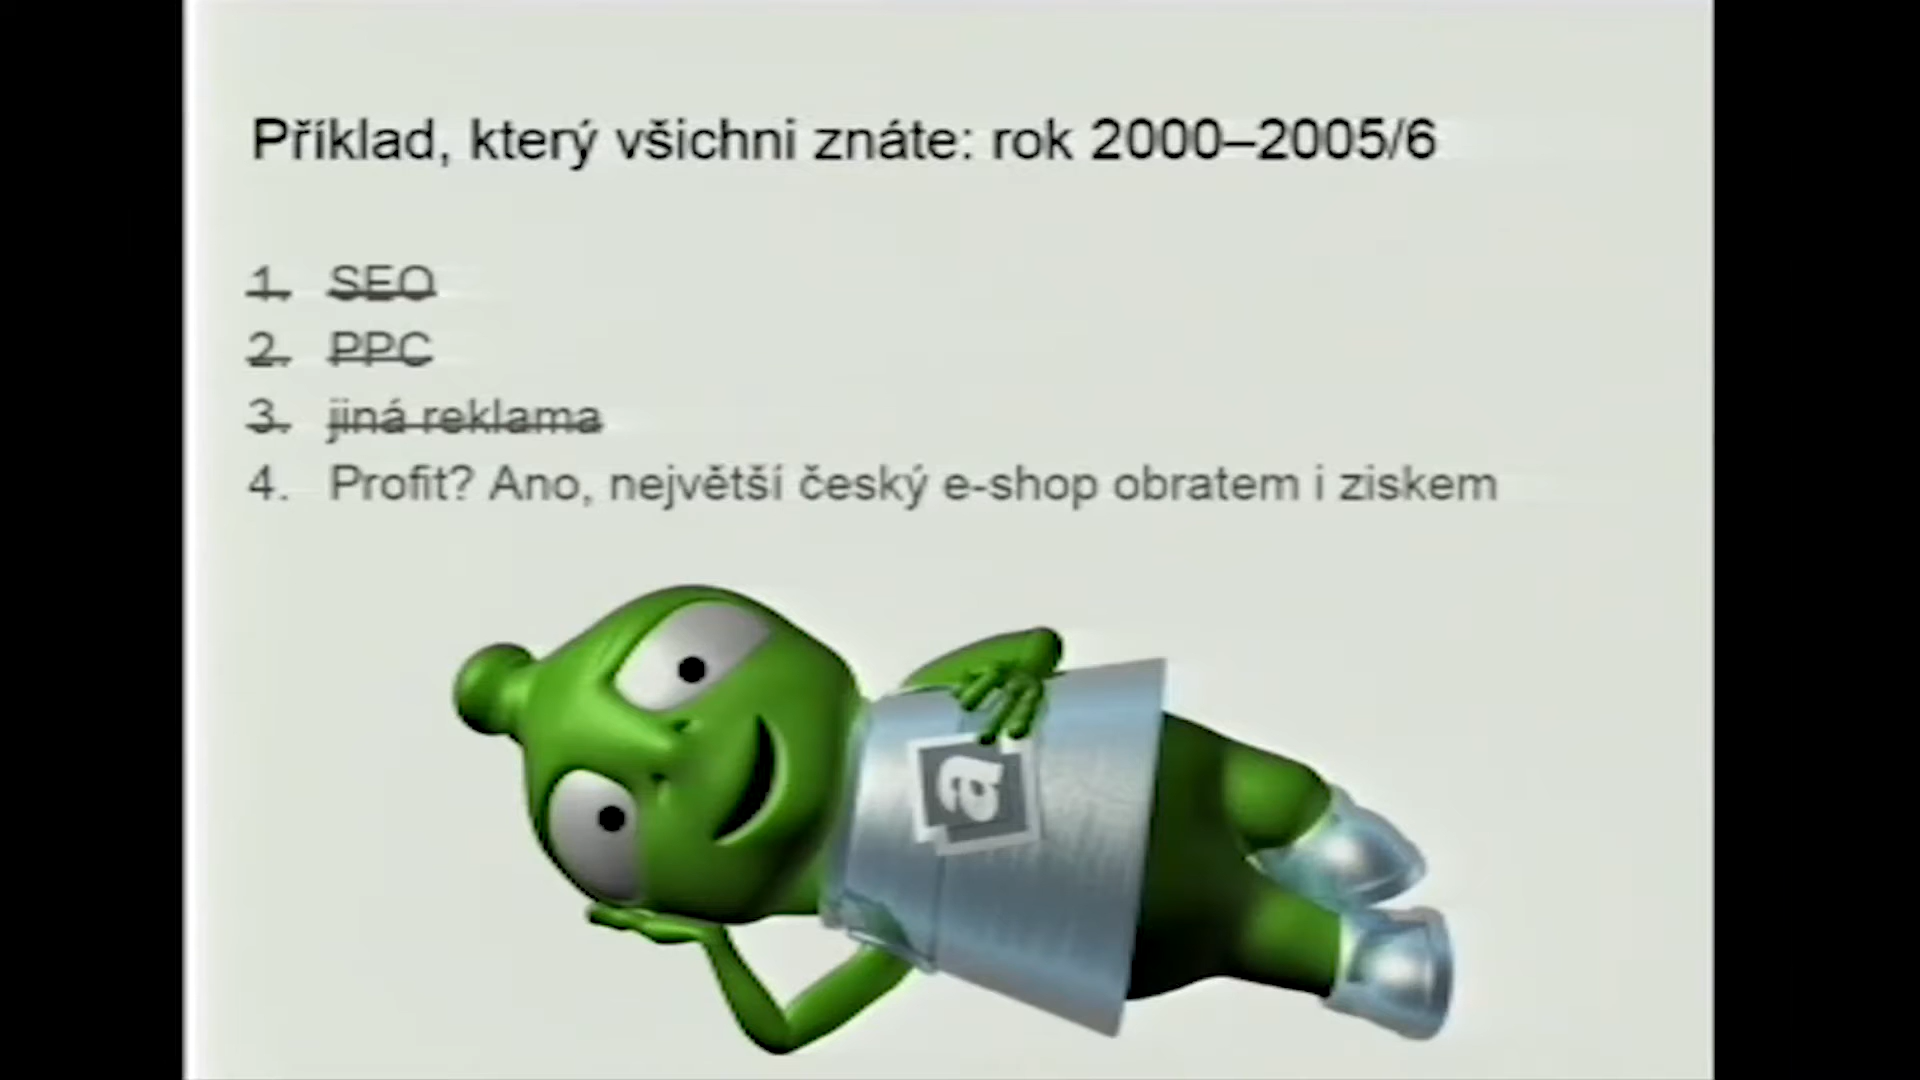 Příklad, který všichni znáte: rok 2000–2005/6
1. SEO
2. PPC
3. jiná reklama
4. Profit? Ano, největší český e-shop obratem i ziskem
a